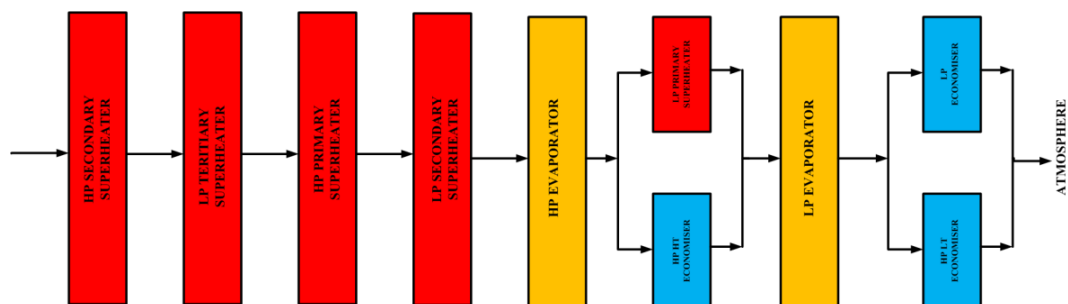 HP SECONDARY
SUPERHEATER
LP TERITIARY
SUPERHEATER
HP PRIMARY
SUPERHEATER
LP SECONDARY
SUPERHEATER
HP EVAPORATOR
LP PRIMARY
SUPERHEATER
HP HT
ECONOMISER
LP EVAPORATOR
LP
ECONOMISER
HP LT
ECONOMISER
ATMOSPHERE